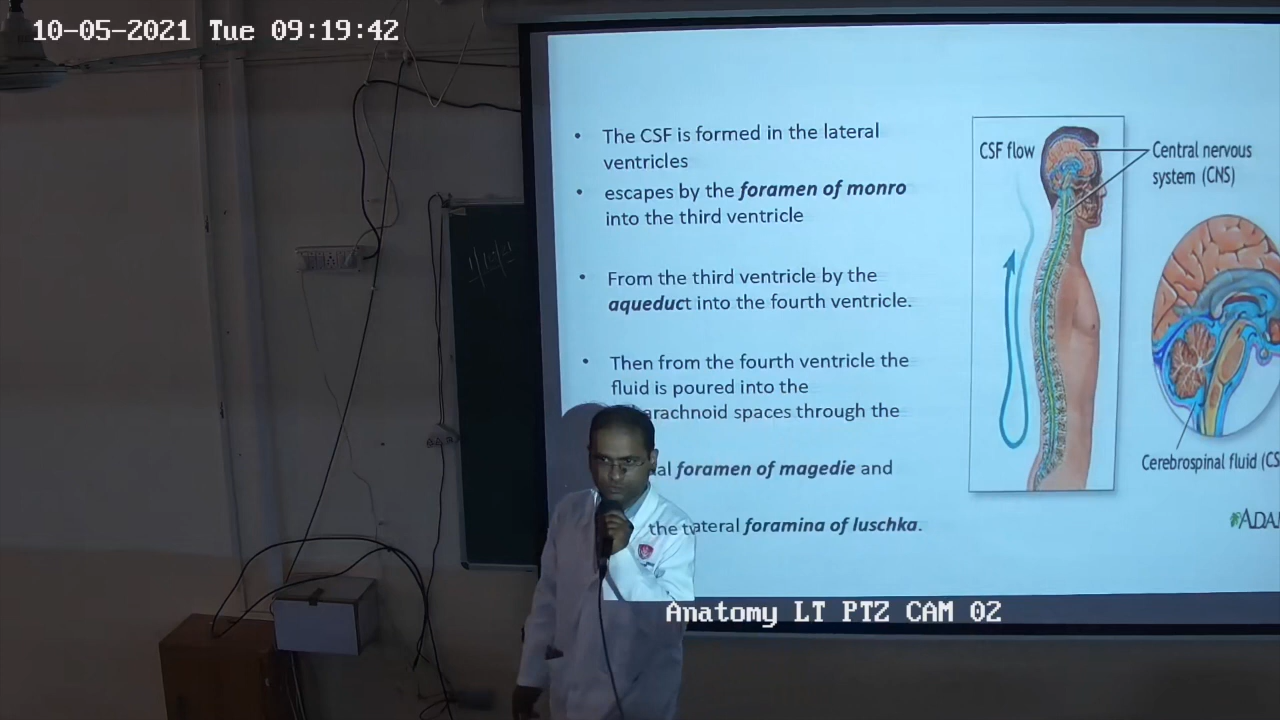 10-05-2021 Tue 09:19:42
• The CSF is formed in the lateral
ventricles
• escapes by the foramen of monro
into the third ventricle
• From the third ventricle by the
aqueduct into the fourth ventricle.
• Then from the fourth ventricle the
fluid is poured into the
arachnoid spaces through the
foramen of magedie and
the lateral foramina of luschka.
CSF flow
Central nervous
system (CNS)
Cerebrospinal fluid (CS
ADA
Anatomy LT PTZ CAM 02